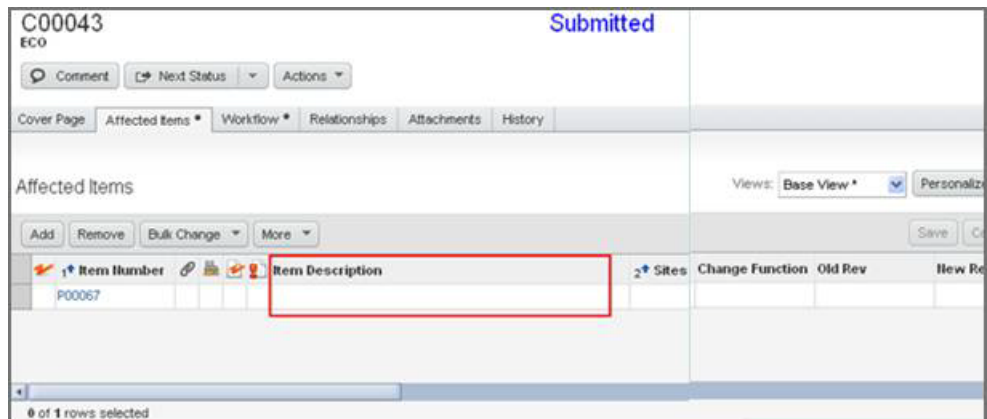 C00043 Submitted
ECO
Comment Next Status Actions
Cover Page Affected Items • Workflow • Relationships Attachments History
Affected Items Views: Base View * Personalize
Add Remove Bulk Change More Save
1 Item Number Item Description 2 Sites Change Function Old Rev New Re
P00067
0 of 1 rows selected